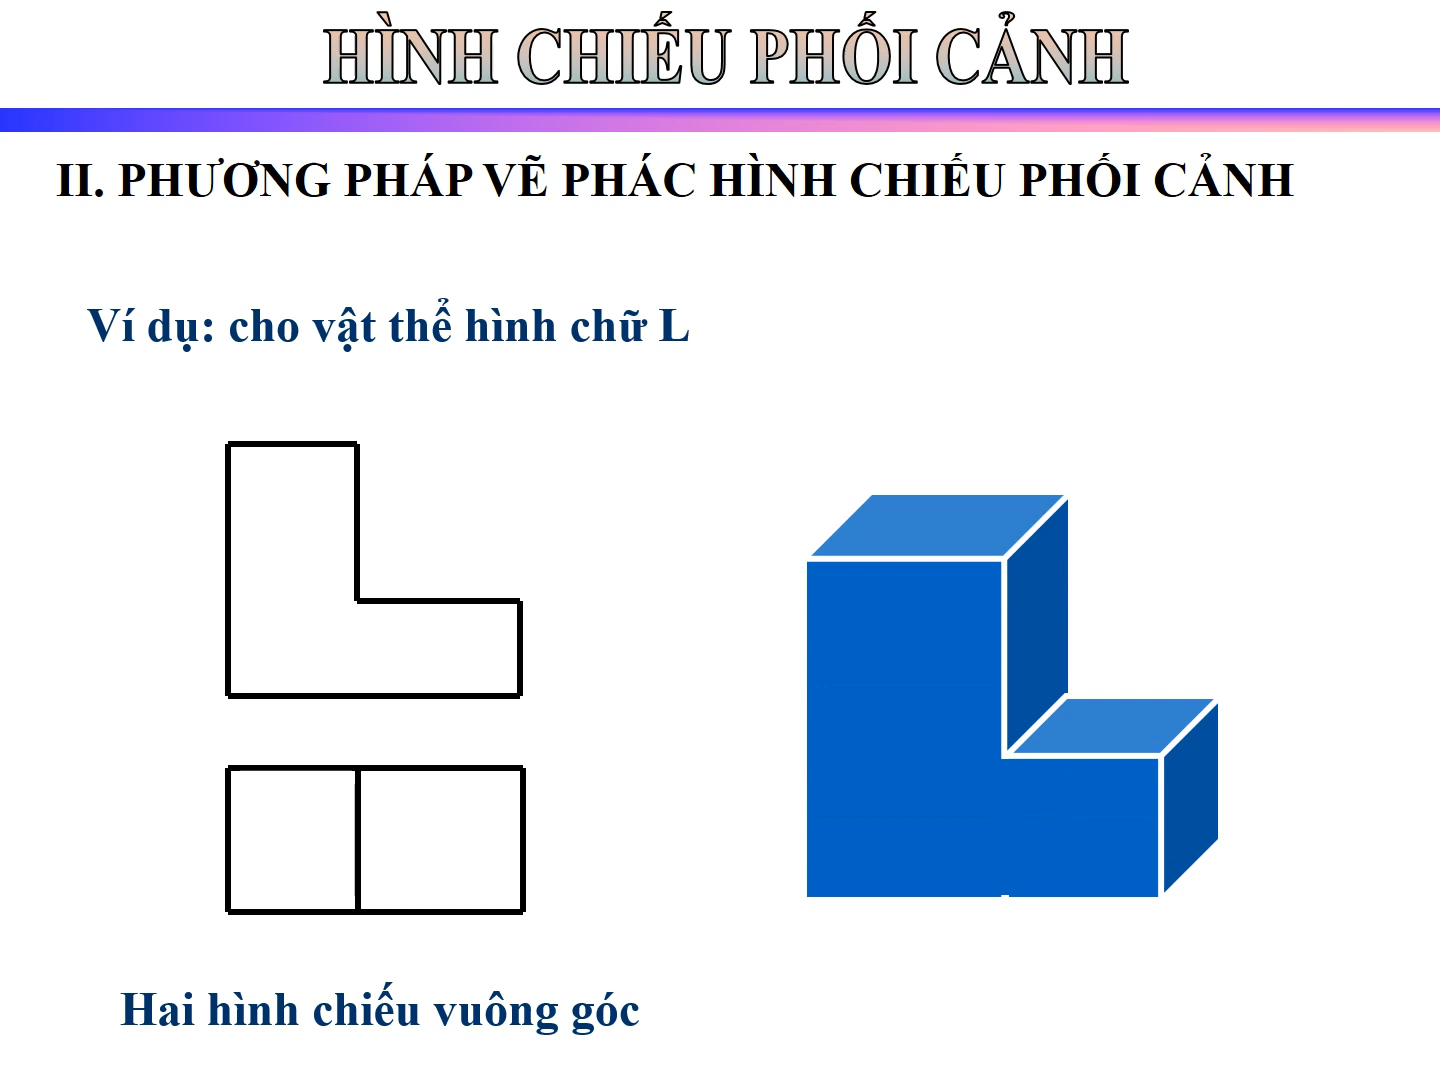 HÌNH CHIẾU PHỐI CẢNH
II. PHƯƠNG PHÁP VẼ PHÁC HÌNH CHIẾU PHỐI CẢNH
Ví dụ: cho vật thể hình chữ L
Hai hình chiếu vuông góc